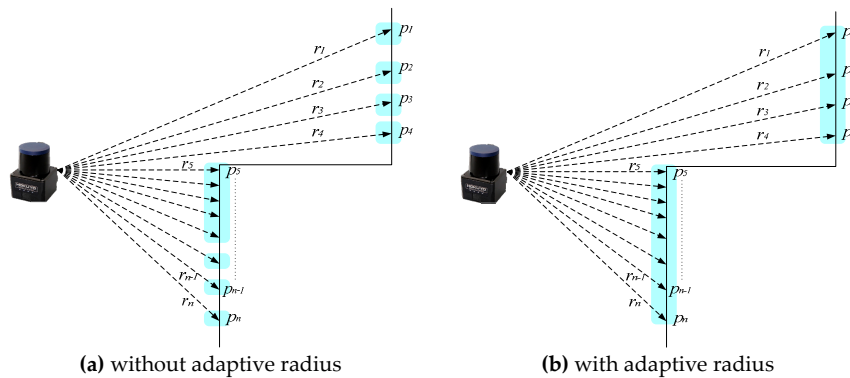 r1
r2
r3
r4
r5
rn-1
rn
p1
p2
p3
p4
p5
pn-1
pn
(a) without adaptive radius
r1
r2
r3
r4
r5
rn-1
rn
p
p
p
p
p5
pn-1
pn
(b) with adaptive radius